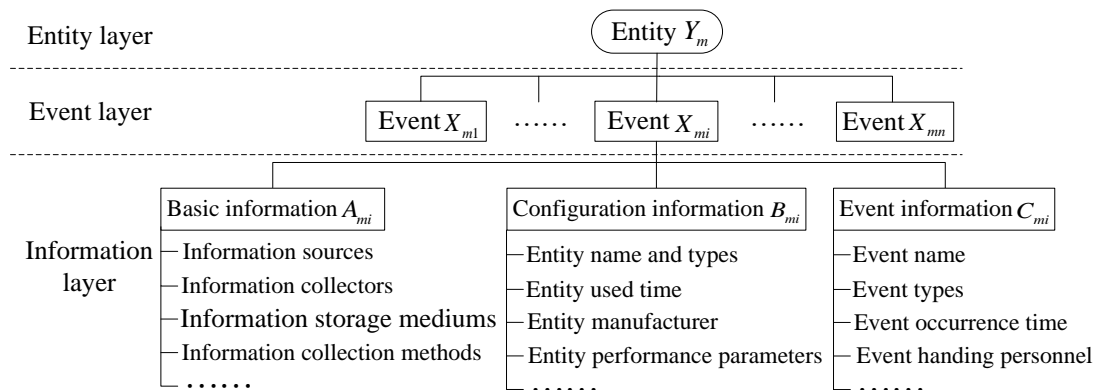 Entity layer
Entity Y_m
Event layer
Event X_m1
......
Event X_mi
......
Event X_mn
Information layer
Basic information A_mi
Information sources
Information collectors
Information storage mediums
Information collection methods
......
Configuration information B_mi
Entity name and types
Entity used time
Entity manufacturer
Entity performance parameters
......
Event information C_mi
Event name
Event types
Event occurrence time
Event handing personnel
......